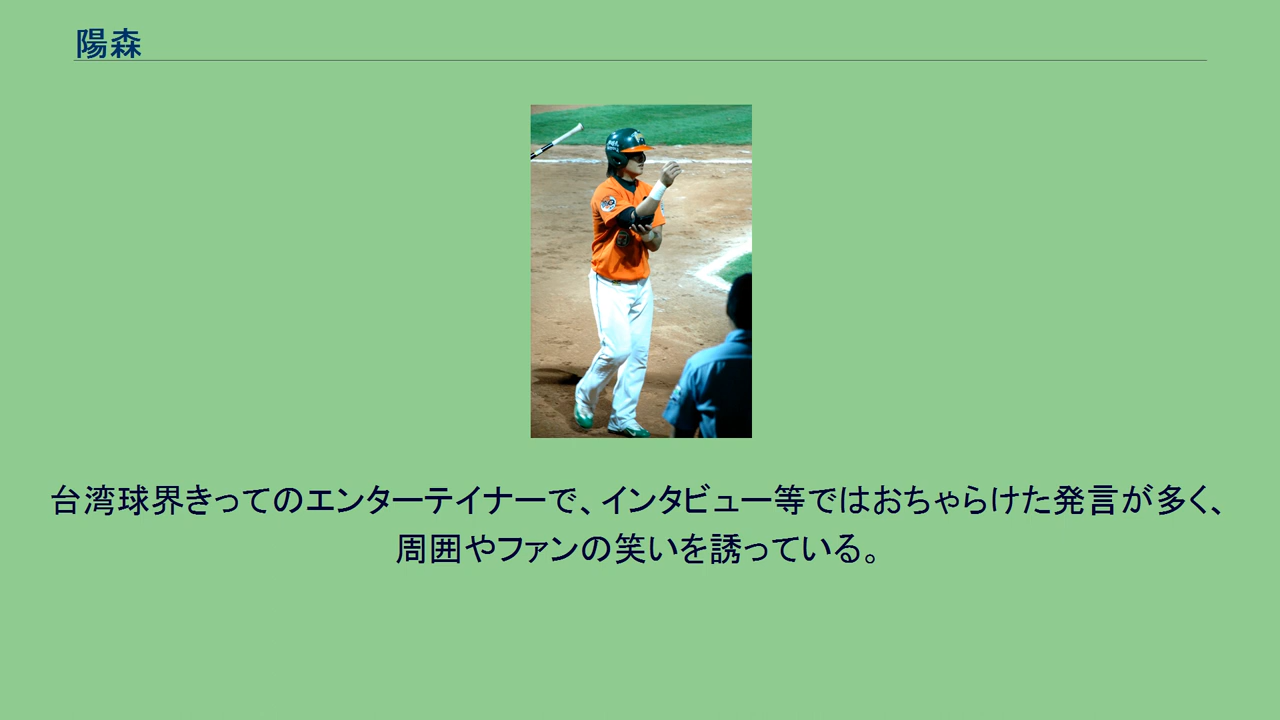 陽森
台湾球界きってのエンターテイナーで、インタビュー等ではおちゃらけた発言が多く、
周囲やファンの笑いを誘っている。